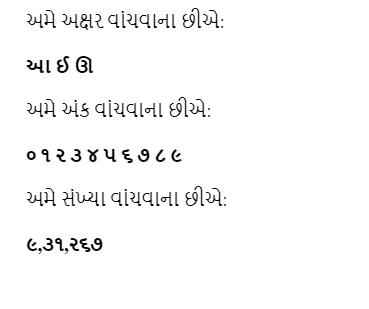 અમે અક્ષર વાંચવાના છીએ:
આ ઈ ઊ
અમે અંક વાંચવાના છીએ:
૦ ૧ ૨ ૩ ૪ ૫ ૬ ૭ ૮ ૯
અમે સંખ્યા વાંચવાના છીએ:
૯,૩૧,૨૬૭